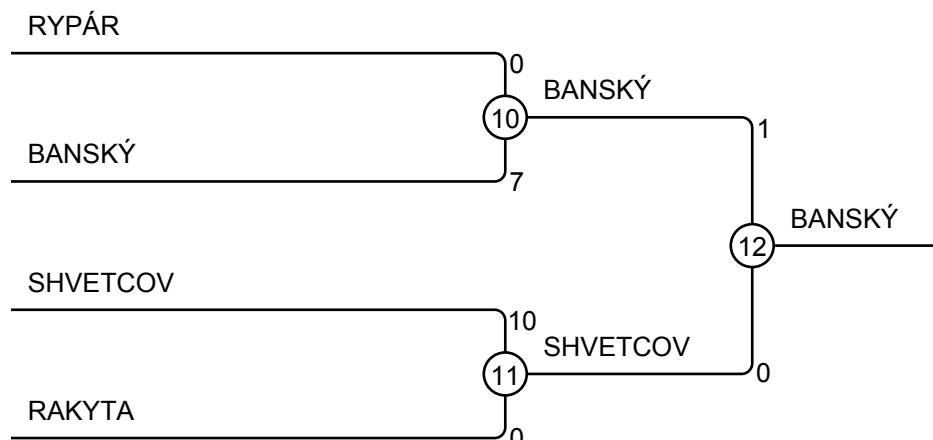 RYPÁR
0
BANSKÝ
10
1
BANSKÝ
7
BANSKÝ
12
SHVETCOV
10
SHVETCOV
11
0
RAKYTA
0